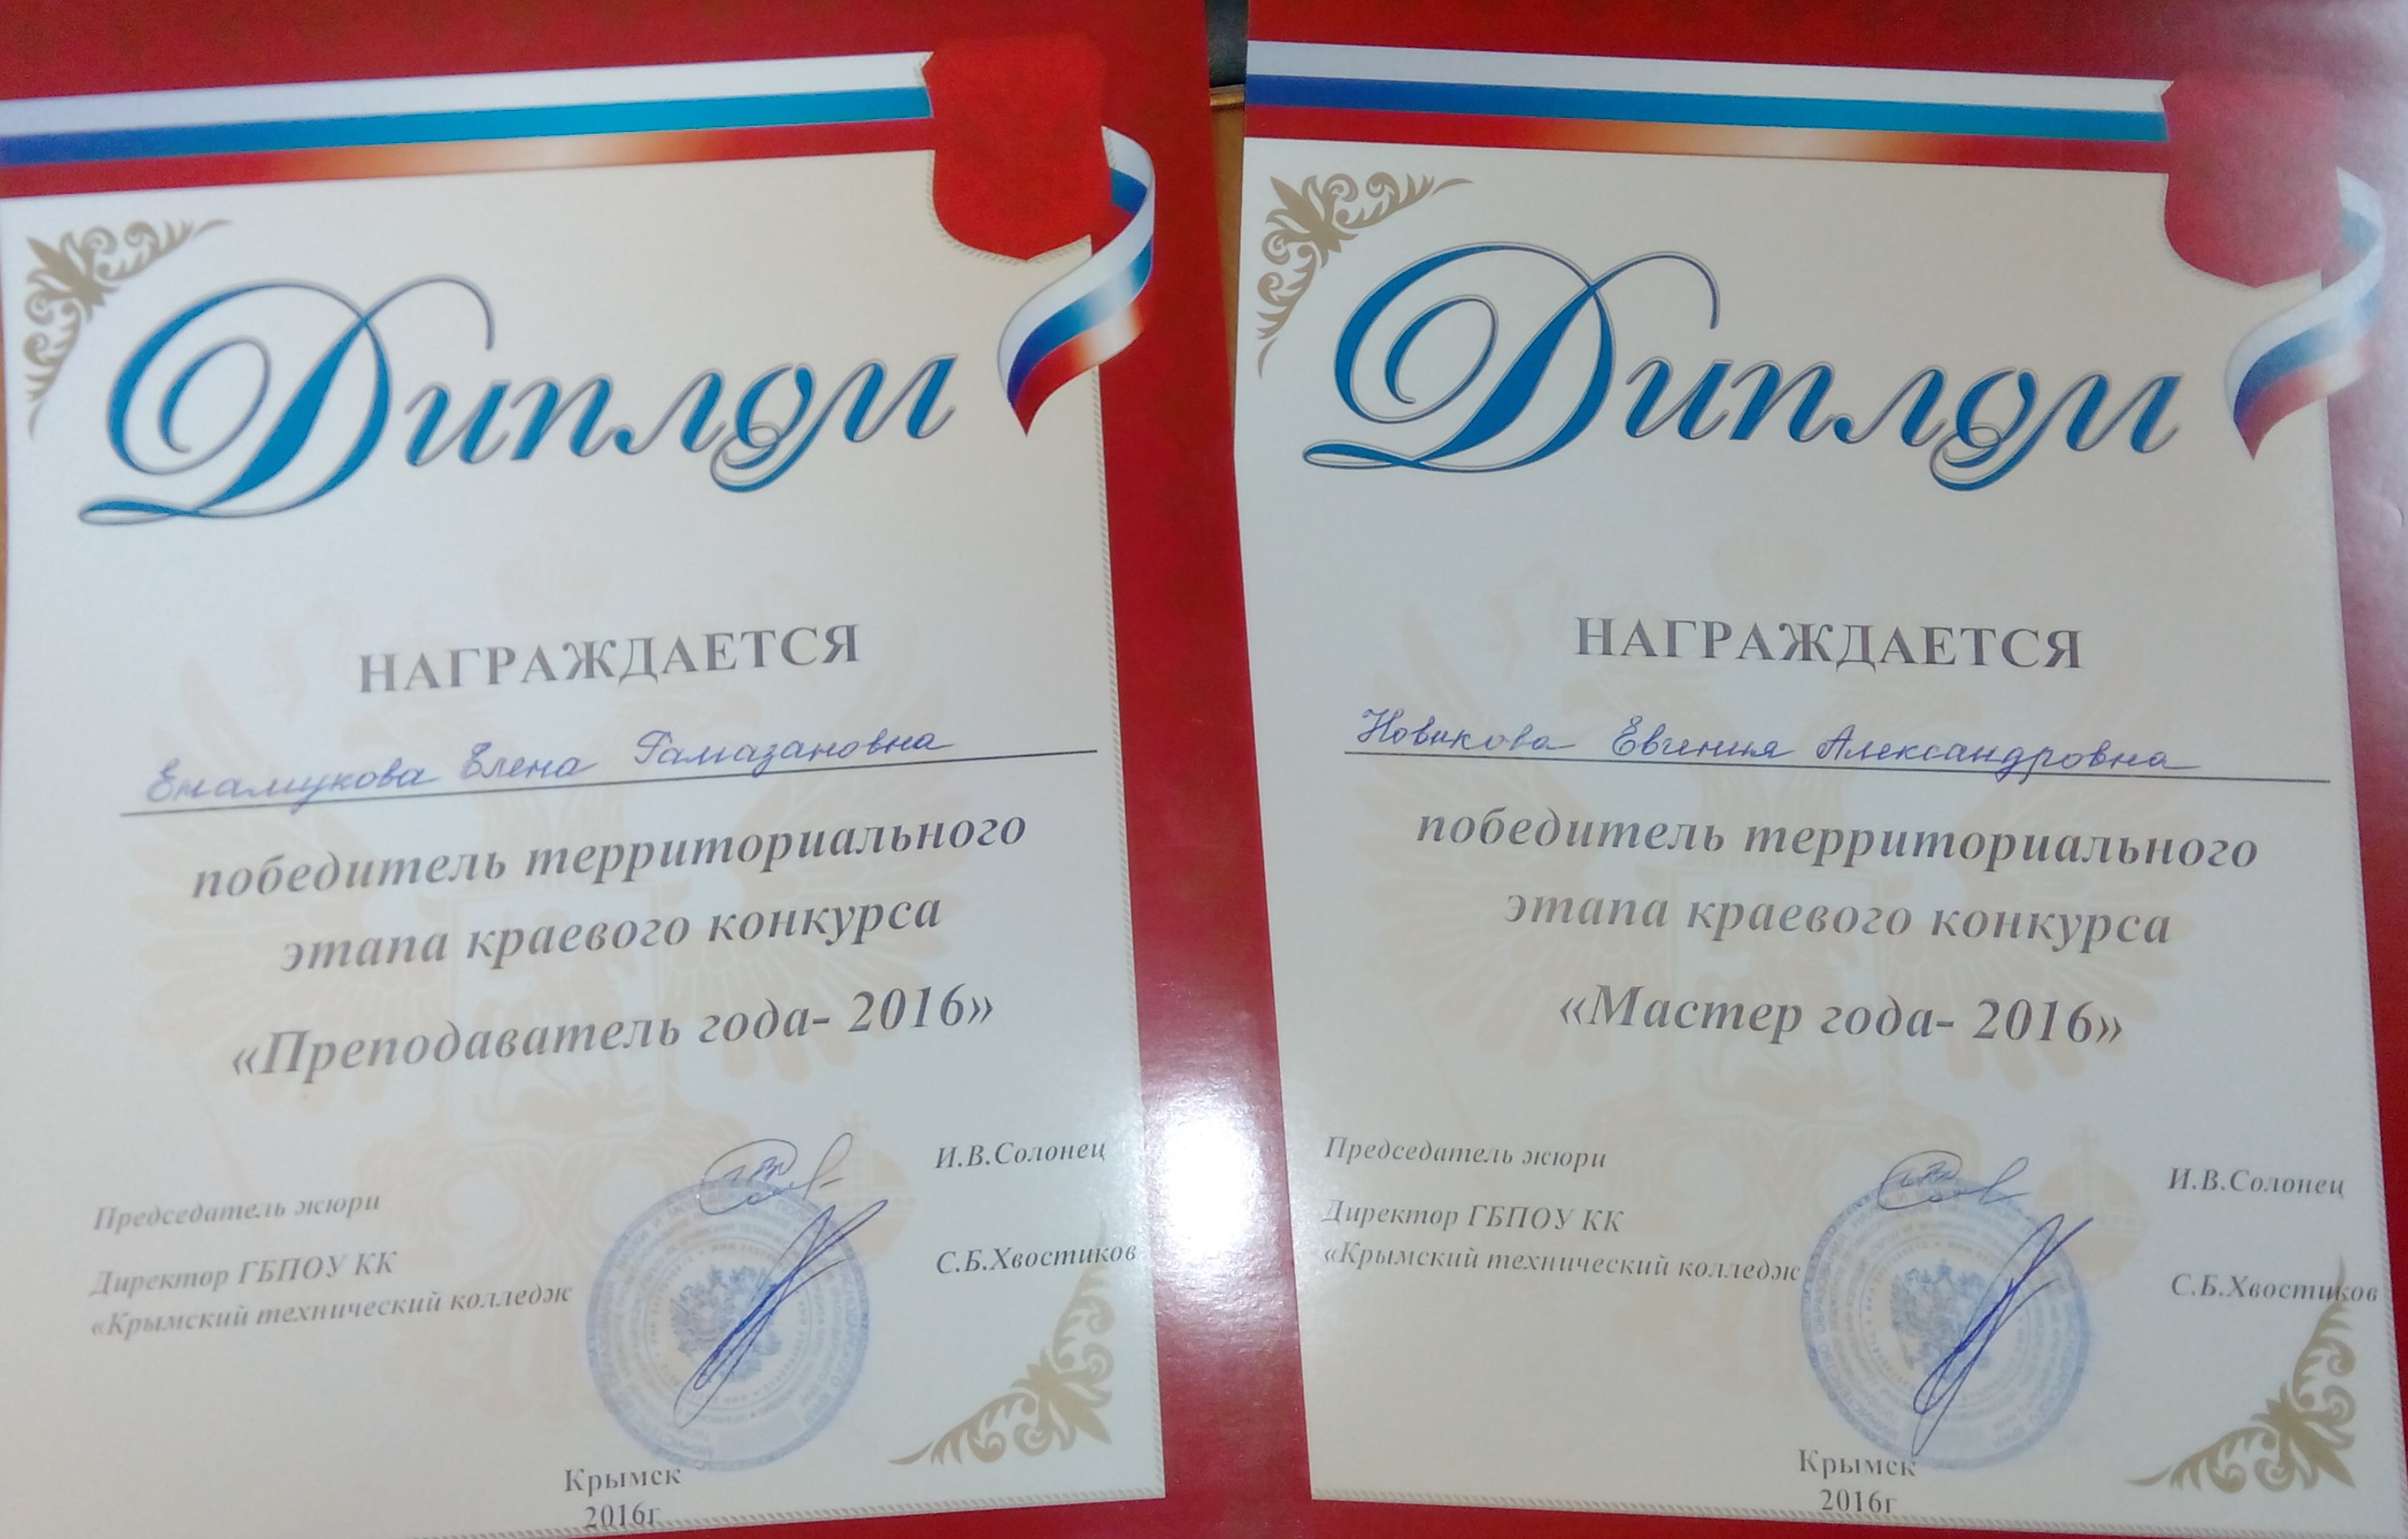 Диплом
НАГРАЖДАЕТСЯ
Енамукова Елена Рамазановна
победитель территориального
этапа краевого конкурса
«Преподаватель года- 2016»
Председатель жюри
И.В.Солонец
Директор ГБПОУ КК
«Крымский технический колледж
С.Б.Хвостиков
Крымск
2016г
Диплом
НАГРАЖДАЕТСЯ
Новикова Евгения Александровна
победитель территориального
этапа краевого конкурса
«Мастер года- 2016»
Председатель жюри
И.В.Солонец
Директор ГБПОУ КК
«Крымский технический колледж
С.Б.Хвостиков
Крымск
2016г